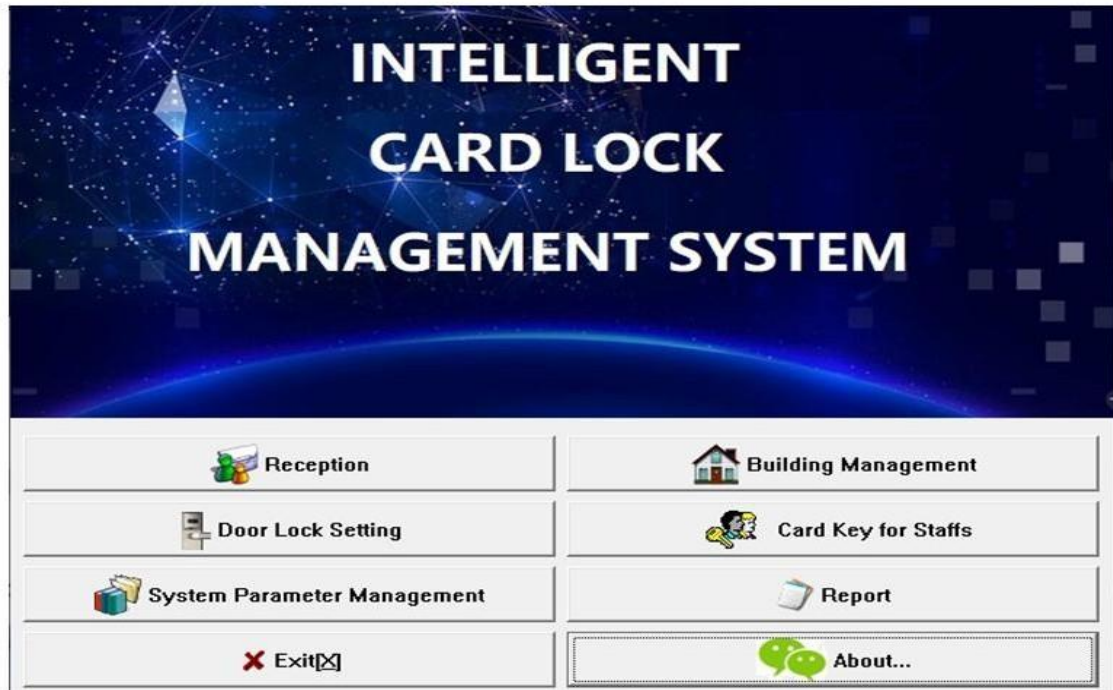 INTELLIGENT
CARD LOCK
MANAGEMENT SYSTEM
Reception
Building Management
Door Lock Setting
Card Key for Staffs
System Parameter Management
Report
Exit[X]
About...